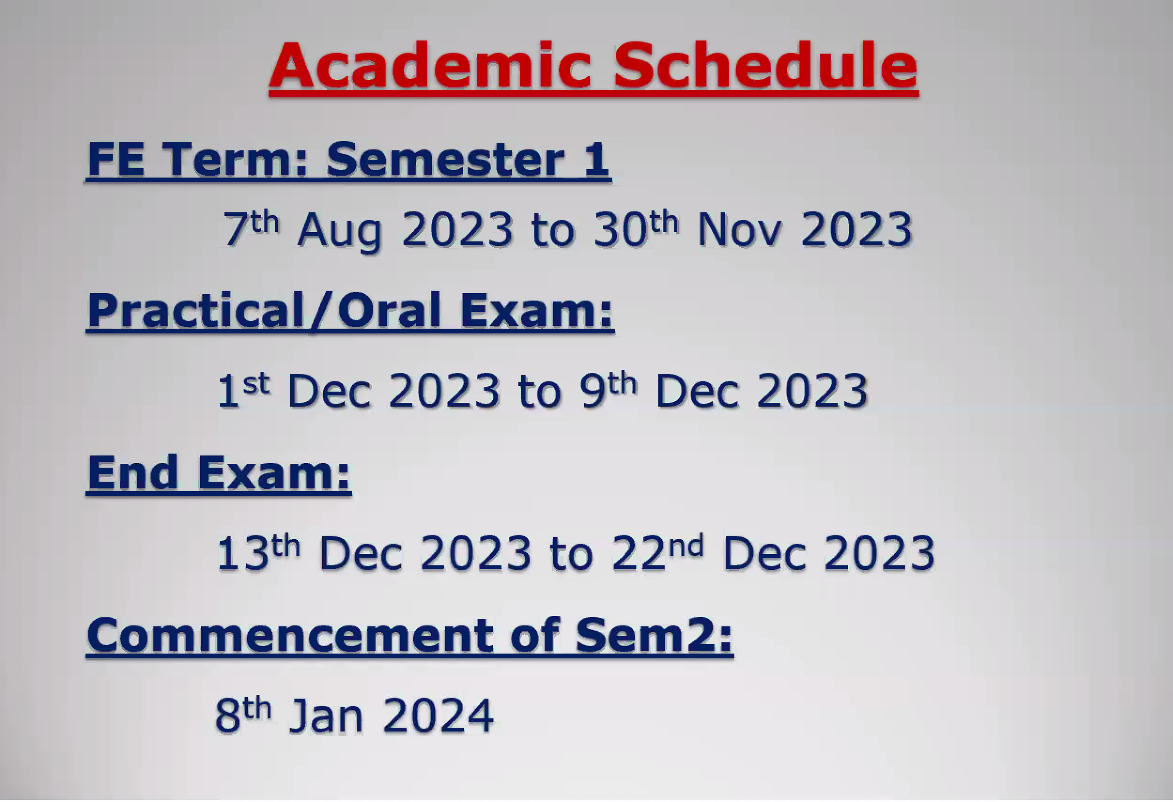 Academic Schedule
FE Term: Semester 1
7th Aug 2023 to 30th Nov 2023
Practical/Oral Exam:
1st Dec 2023 to 9th Dec 2023
End Exam:
13th Dec 2023 to 22nd Dec 2023
Commencement of Sem2:
8th Jan 2024